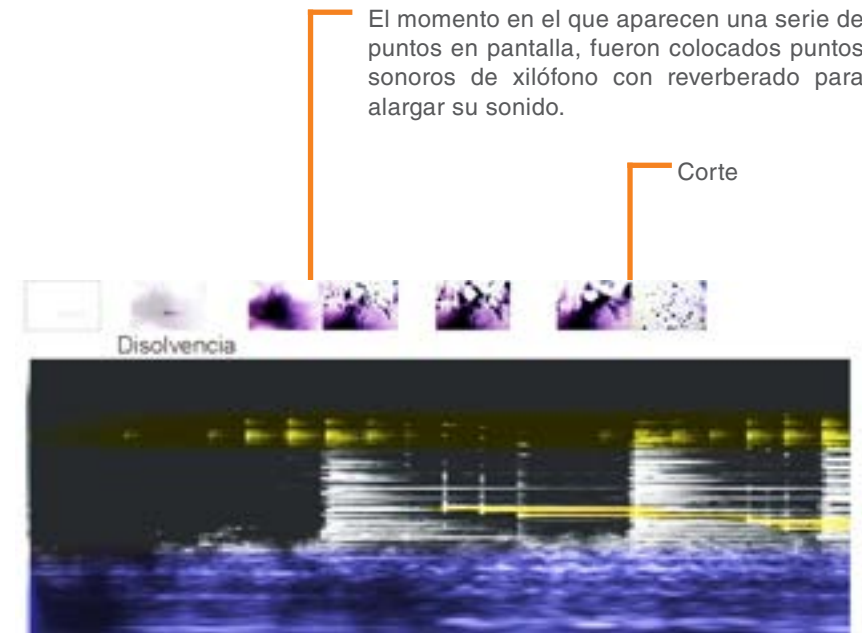 El momento en el que aparecen una serie de
puntos en pantalla, fueron colocados puntos
sonoros de xilófono con reverberado para
alargar su sonido.
Corte
Disolvencia